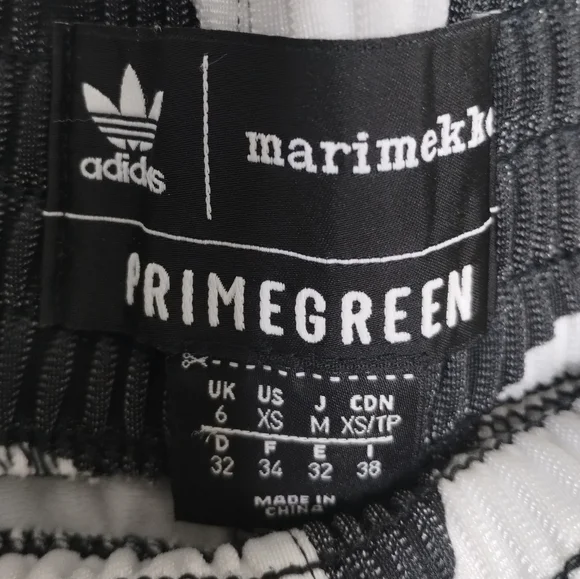 adidas
marimekko
PRIMEGREEN
UK US J CDN
6 XS M XS/TP
D F E I
32 34 32 38
MADE IN
CHINA